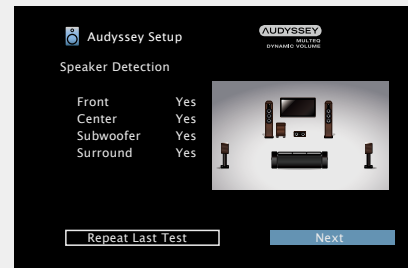 Audyssey Setup
AUDYSSEY
MULTEQ
DYNAMIC VOLUME
Speaker Detection
Front Yes
Center Yes
Subwoofer Yes
Surround Yes
Repeat Last Test
Next